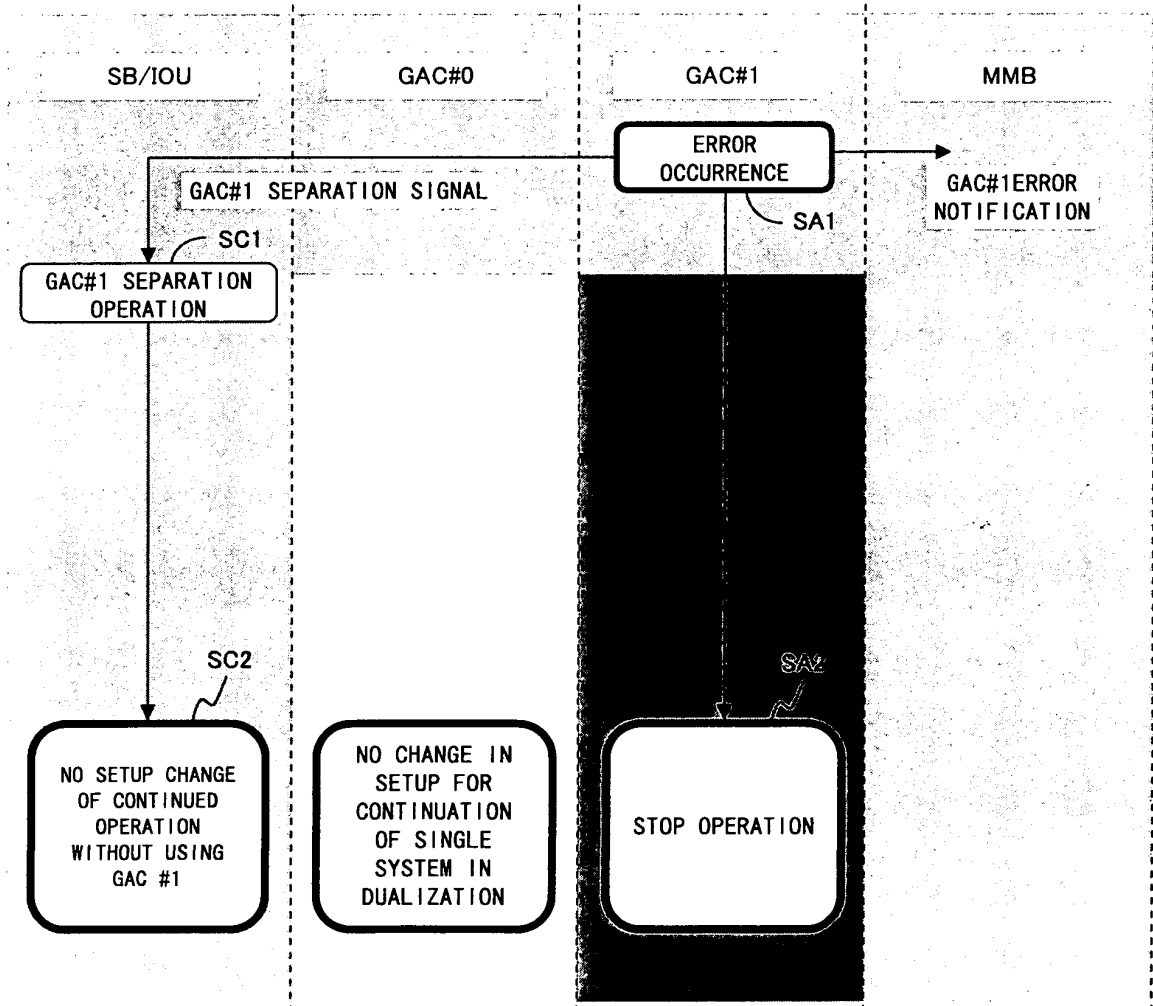 SB/IOU
GAC#0
GAC#1
MMB
ERROR
OCCURRENCE
GAC#1 SEPARATION SIGNAL
GAC#1ERROR
NOTIFICATION
SA1
SC1
GAC#1 SEPARATION
OPERATION
SC2
SA2
NO SETUP CHANGE
OF CONTINUED
OPERATION
WITHOUT USING
GAC #1
NO CHANGE IN
SETUP FOR
CONTINUATION
OF SINGLE
SYSTEM IN
DUALIZATION
STOP OPERATION